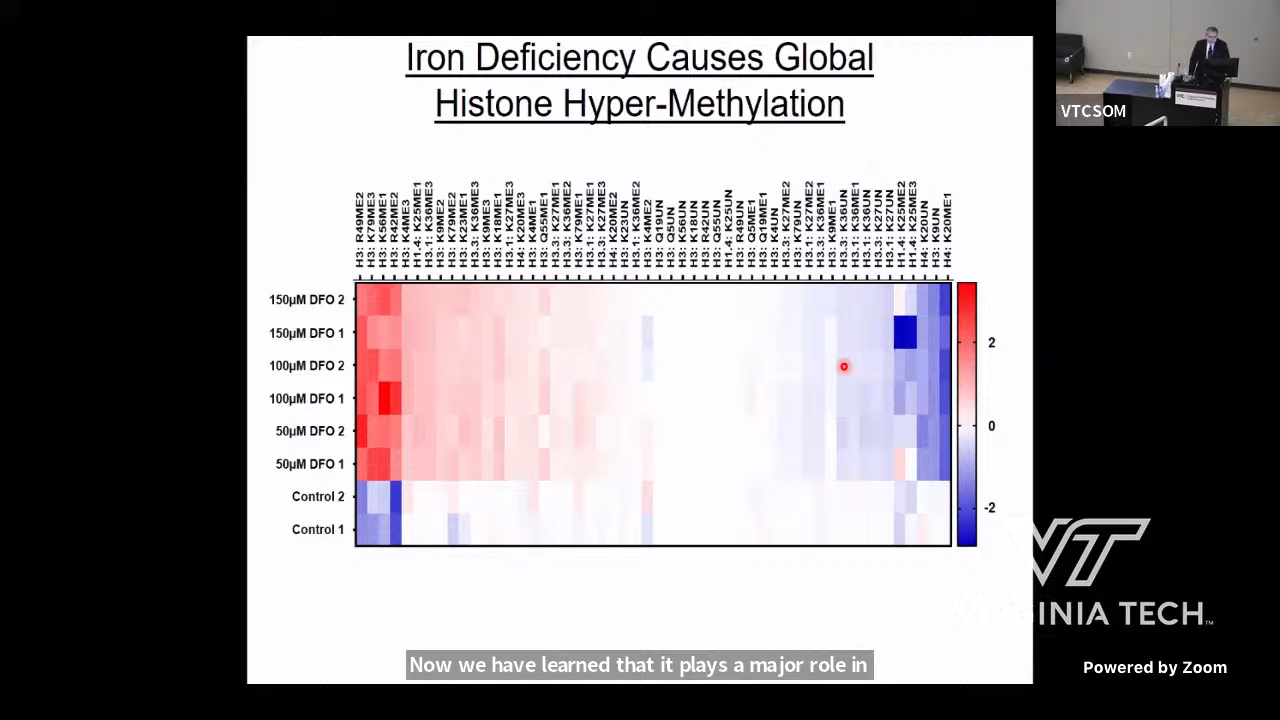 Iron Deficiency Causes Global
Histone Hyper-Methylation
VTCSOM
H3: R49ME2
H3: K79ME3
H3: K56ME1
H3: R42ME2
H3: K4ME3
H1.4: K25ME1
H3.1: K36ME3
H3: K9ME2
H3: K79ME2
H3: K23ME1
H3.3: K36ME3
H3: K9ME3
H3: K18ME1
H3.1: K27ME3
H4: K20ME3
H3: K4ME1
H3: Q55ME1
H3.3: K27ME1
H3.3: K36ME2
H3: K79ME1
H3.1: K27ME1
H3.3: K27ME3
H4: K20ME2
H3: K23UN
H3.1: K36ME2
H3: K4ME2
H3: Q19UN
H3: Q5UN
H3: K56UN
H3: K18UN
H3: R42UN
H3: Q55UN
H1.4: K25UN
H3: R49UN
H3: Q5ME1
H3: Q19ME1
H3: K4UN
H3.3: K27ME2
H3: K79UN
H3.1: K27ME2
H3.3: K36ME1
H3: K9ME1
H3.3: K36UN
H3.1: K36ME1
H3.1: K36UN
H3.3: K27UN
H3.1: K27UN
H1.4: K25ME2
H1.4: K25ME3
H4: K20UN
H3: K9UN
H4: K20ME1
150µM DFO 2
150µM DFO 1
100µM DFO 2
100µM DFO 1
50µM DFO 2
50µM DFO 1
Control 2
Control 1
2
0
-2
VT
VIRGINIA TECH™
Now we have learned that it plays a major role in
Powered by Zoom